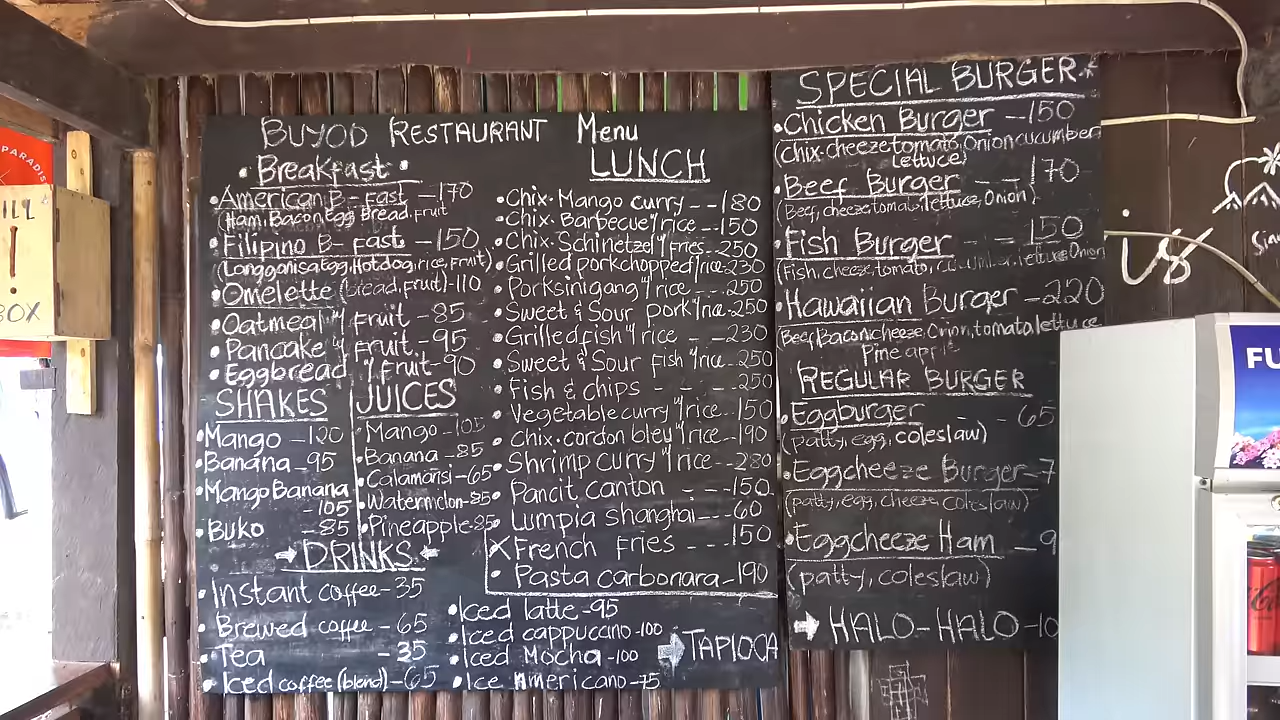 BUYOD RESTAURANT Menu
• Breakfast •
• American B-fast - 170
(Ham, Bacon, Egg Bread, Fruit
• Filipino B-fast - 150
(Longganisa, Egg, Hotdog, rice, Fruit)
• Omelette (bread, fruit) - 110
• Oatmeal w/ fruit - 85
• Pancake w/ fruit - 95
• Eggbread w/ fruit - 90
SHAKES
• Mango - 120
• Banana - 95
• Mango Banana
- 105
• Buko - 85
JUICES
• Mango - 105
• Banana - 85
• Calamansi - 65
• Watermelon - 85
• Pineapple - 85
→ DRINKS ←
• Instant coffee - 35
• Brewed coffee - 65
• Tea - 35
• Iced coffee (blend) - 65
• Iced latte - 95
• Iced cappuccino - 100
• Iced Mocha - 100
• Ice Americano - 75
→ TAPIOCA
LUNCH
• Chix. Mango curry - - 180
• Chix. Barbecue w/ rice - - 150
• Chix. Schinetzel w/ fries - 250
• Grilled porkchopped w/ rice - 230
• Porksinigang w/ rice - - - 250
• Sweet & Sour pork w/ rice - 250
• Grilled fish w/ rice - - - 230
• Sweet & Sour fish w/ rice - 250
• Fish & chips - - - 250
• Vegetable curry w/ rice - - 150
• Chix. cordon bleu w/ rice - - 190
• Shrimp curry w/ rice - - 280
• Pancit canton - - - 150
• Lumpia shanghai - - - 60
X French fries - - - 150
• Pasta carbonara - 190
SPECIAL BURGER
• Chicken Burger - 150
(Chix. cheeze tomato, Onion cucumber
lettuce)
• Beef Burger - - 170
(Beef, cheeze, tomato, lettuce, Onion)
• Fish Burger - - 150
(Fish, cheeze, tomato, lettuce Onion
• Hawaiian Burger - 220
Beef, Bacon, cheeze, Onion, tomato, lettuce
Pine apple
REGULAR BURGER
• Eggburger - - 65
(patty, egg, coleslaw)
• Eggcheeze Burger - 7
(patty, egg, cheeze, coleslaw)
• Eggcheeze Ham - 9
(patty, coleslaw)
→ HALO-HALO - 10
PARADIS
!
BOX
is
FU